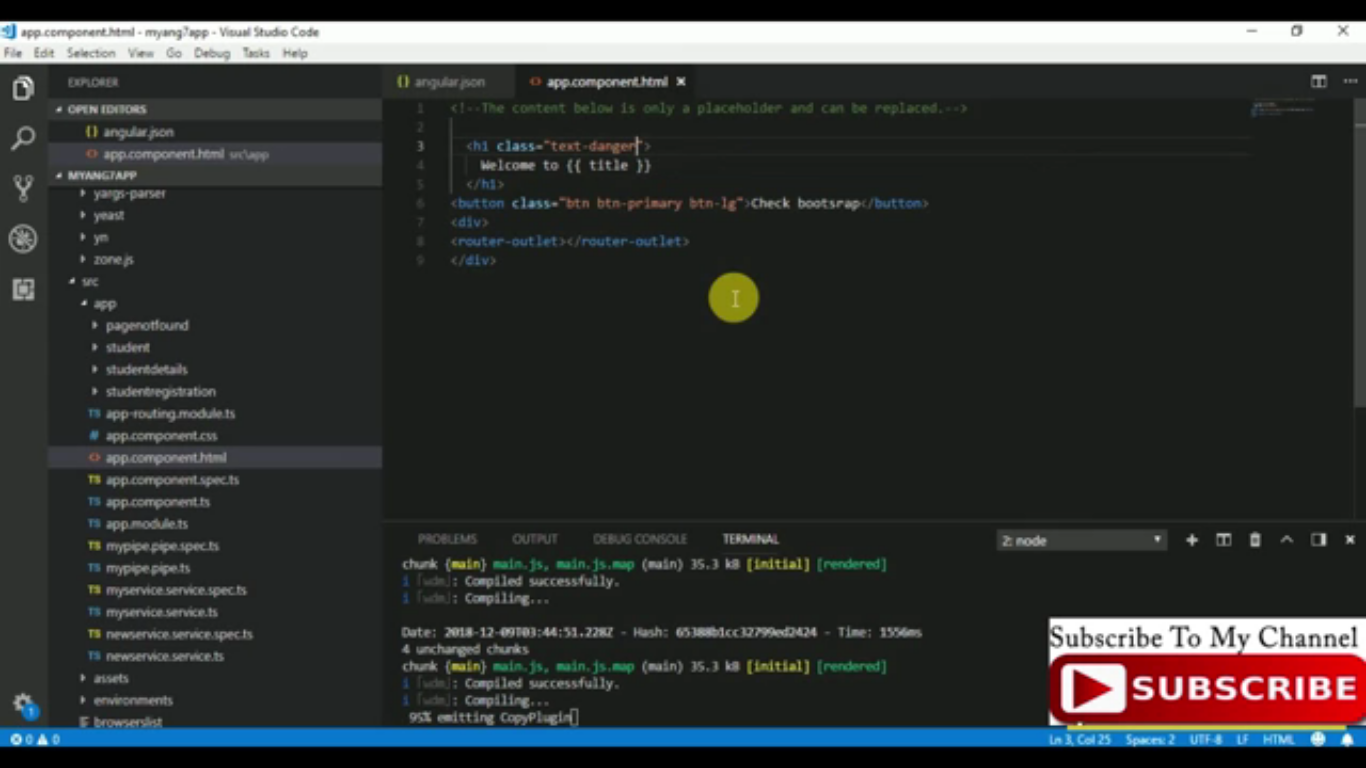 app.component.html - myang7app - Visual Studio Code
File Edit Selection View Go Debug Tasks Help
EXPLORER
OPEN EDITORS
{} angular.json
<> app.component.html src\app
MYANG7APP
yargs-parser
yeast
yn
zone.js
src
app
pagenotfound
student
studentdetails
studentregistration
TS app-routing.module.ts
# app.component.css
<> app.component.html
TS app.component.spec.ts
TS app.component.ts
TS app.module.ts
TS mypipe.pipe.spec.ts
TS mypipe.pipe.ts
TS myservice.service.spec.ts
TS myservice.service.ts
TS newservice.service.spec.ts
TS newservice.service.ts
assets
environments
browserslist
{} angular.json <> app.component.html ×
1 <!--The content below is only a placeholder and can be replaced.-->
2
3 <h1 class="text-danger">
4 Welcome to {{ title }}
5 </h1>
6 <button class="btn btn-primary btn-lg">Check bootsrap</button>
7 <div>
8 <router-outlet></router-outlet>
9 </div>
PROBLEMS OUTPUT DEBUG CONSOLE TERMINAL 2: node
chunk {main} main.js, main.js.map (main) 35.3 kB [initial] [rendered]
i ｢wdm｣: Compiled successfully.
i ｢wdm｣: Compiling...
Date: 2018-12-09T03:44:51.228Z - Hash: 65388b1cc32799ed2424 - Time: 1556ms
4 unchanged chunks
chunk {main} main.js, main.js.map (main) 35.3 kB [initial] [rendered]
i ｢wdm｣: Compiled successfully.
i ｢wdm｣: Compiling...
95% emitting CopyPlugin
Subscribe To My Channel
SUBSCRIBE
1
0 0 Ln 3, Col 25 Spaces: 2 UTF-8 LF HTML